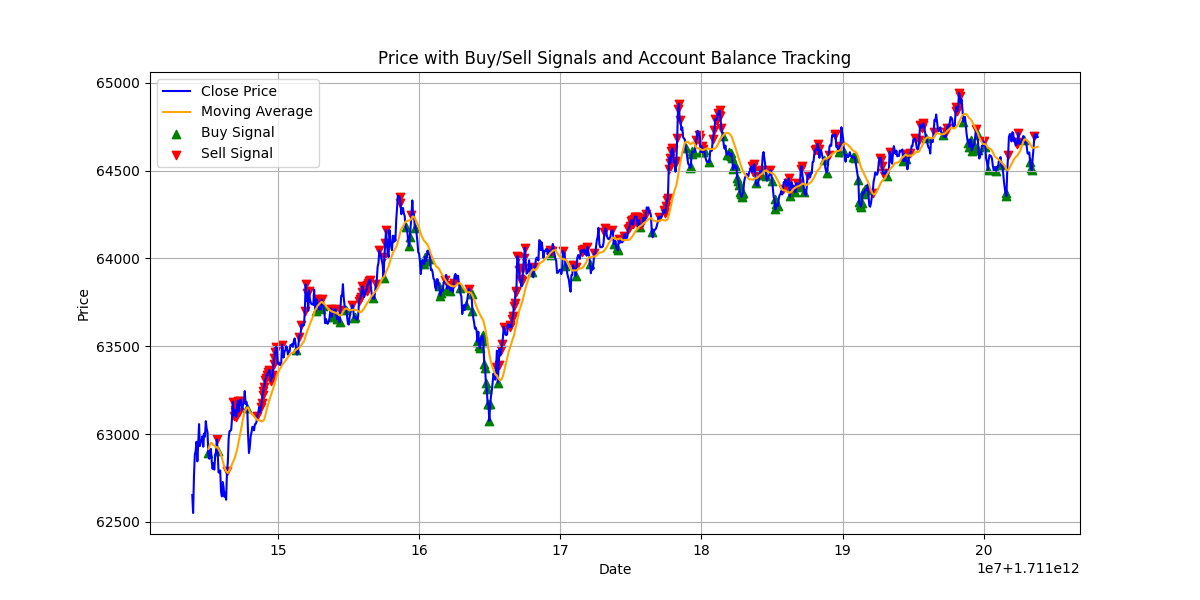 Price with Buy/Sell Signals and Account Balance Tracking
Close Price
Moving Average
Buy Signal
Sell Signal
65000
64500
64000
63500
63000
62500
Price
15 16 17 18 19 20
Date
1e7+1.711e12